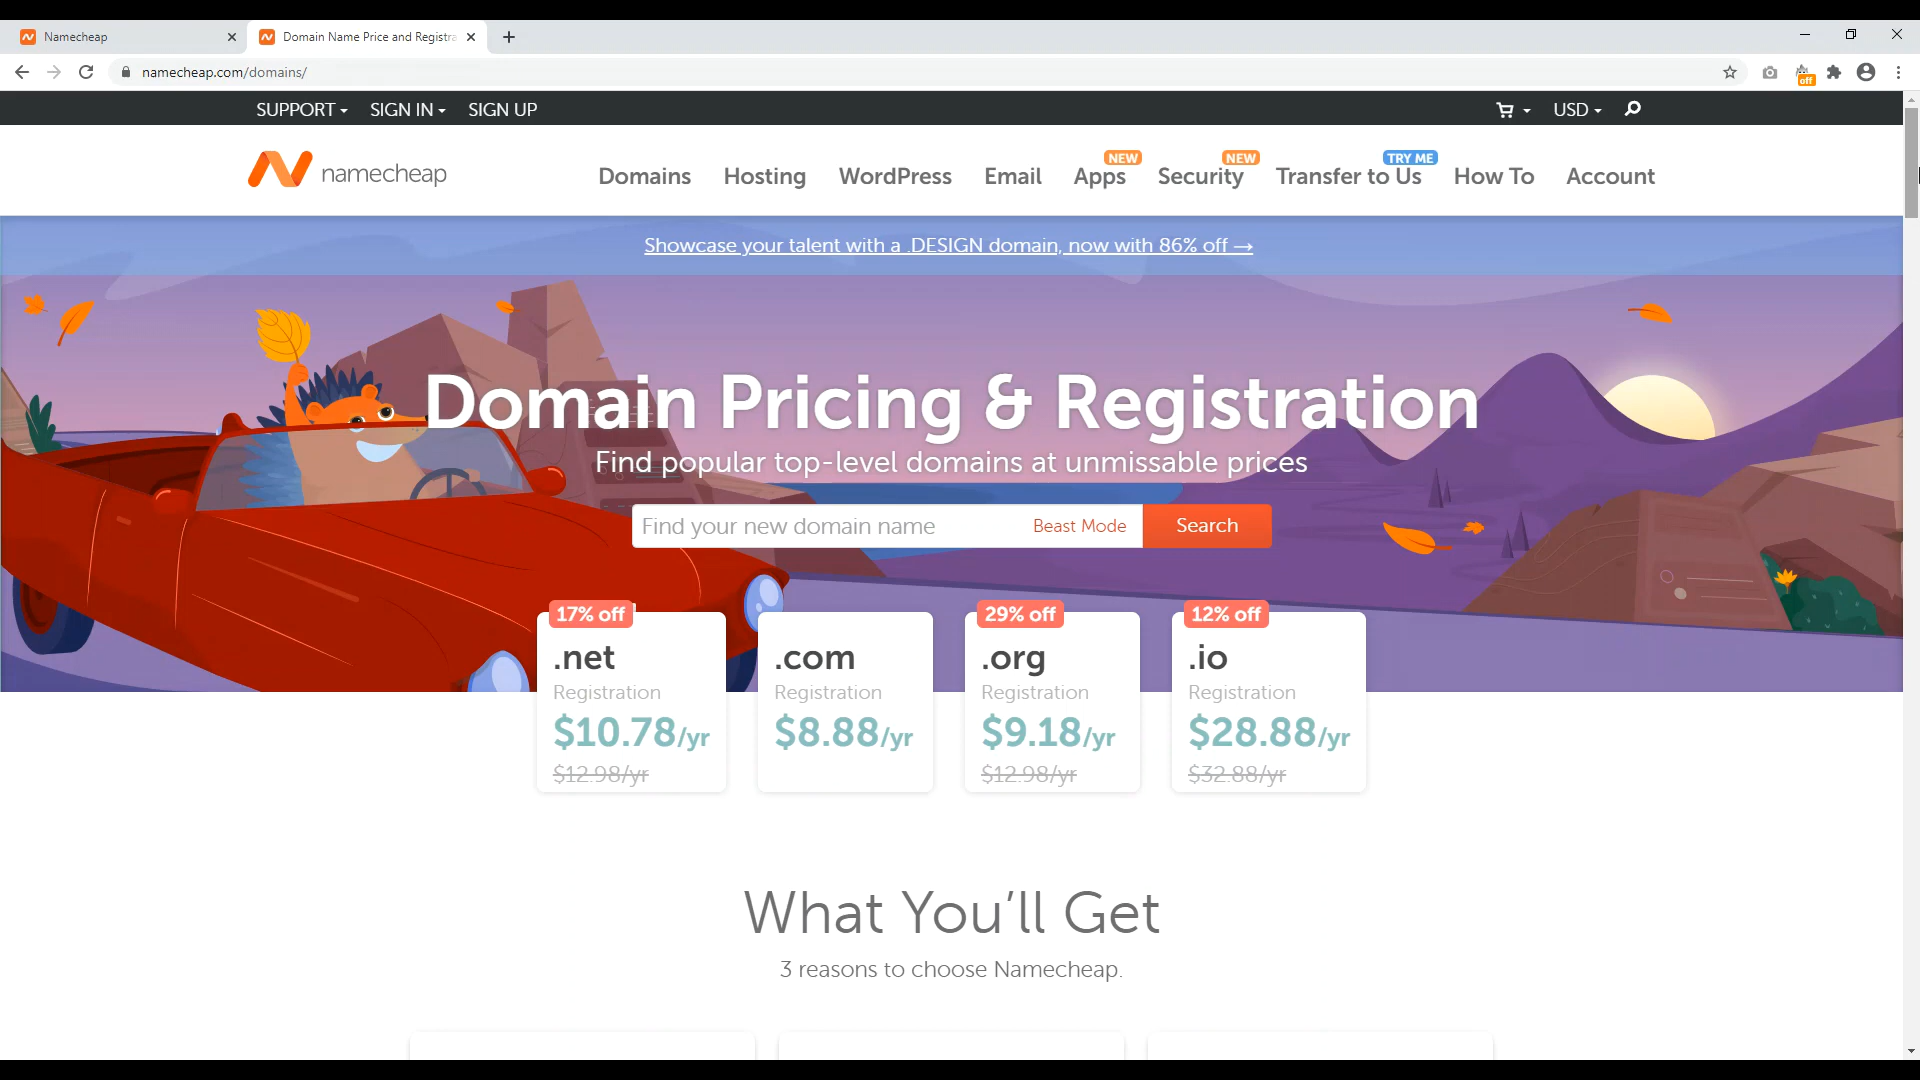 Namecheap
Domain Name Price and Registra
namecheap.com/domains/
off
SUPPORT
SIGN IN
SIGN UP
USD
namecheap
Domains
Hosting
WordPress
Email
Apps
NEW
Security
NEW
Transfer to Us
TRY ME
How To
Account
Showcase your talent with a .DESIGN domain, now with 86% off →
Domain Pricing & Registration
Find popular top-level domains at unmissable prices
Find your new domain name
Beast Mode
Search
17% off
.net
Registration
$10.78/yr
$12.98/yr
.com
Registration
$8.88/yr
29% off
.org
Registration
$9.18/yr
$12.98/yr
12% off
.io
Registration
$28.88/yr
$32.88/yr
What You’ll Get
3 reasons to choose Namecheap.